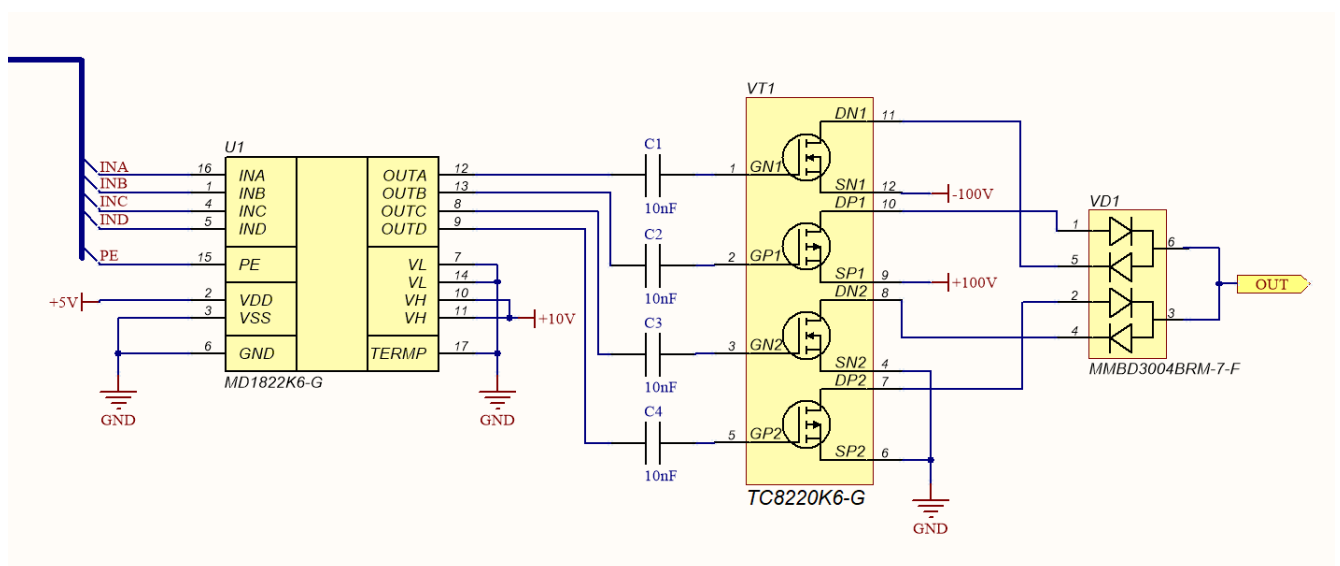 VT1
DN1 11
U1
C1
INA 16 INA OUTA 12 1 GN1
INB 1 INB OUTB 13 SN1 12 -100V
INC 4 INC OUTC 8 10nF DP1 10 VD1
IND 5 IND OUTD 9 C2 1 6
PE 15 PE VL 7 2 GP1 5
VL 14 SP1 9 +100V OUT
+5V 2 VDD VH 10 10nF DN2 8 2
3 VSS VH 11 +10V C3 3
4
6 GND TERMP 17 3 GN2
MD1822K6-G SN2 4 MMBD3004BRM-7-F
10nF DP2 7
GND GND C4
5 GP2
SP2 6
10nF
TC8220K6-G
GND